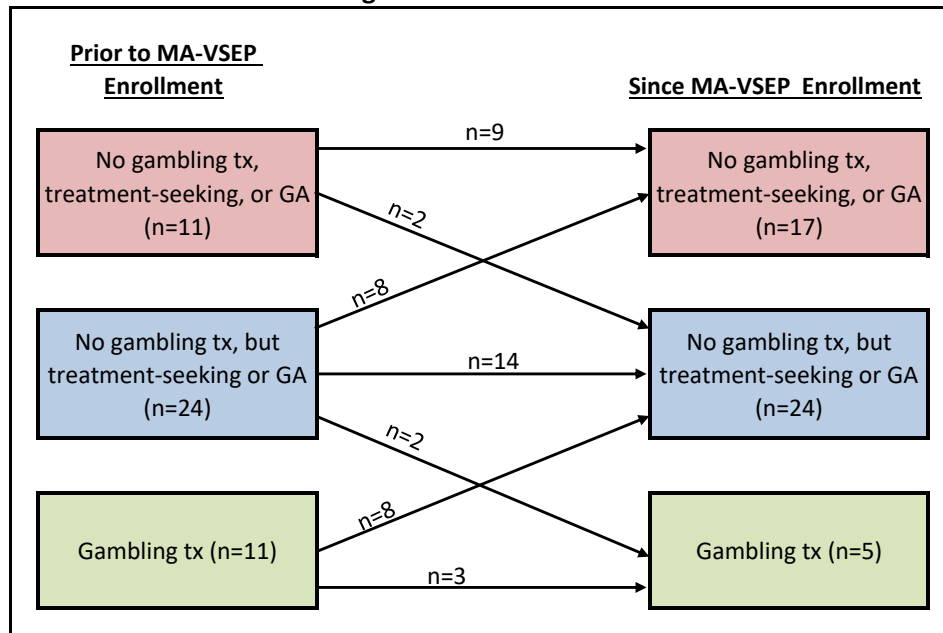 Prior to MA-VSEP
Enrollment
Since MA-VSEP Enrollment
No gambling tx,
treatment-seeking, or GA
(n=11)
n=9
No gambling tx,
treatment-seeking, or GA
(n=17)
n=2
n=8
No gambling tx, but
treatment-seeking or GA
(n=24)
n=14
No gambling tx, but
treatment-seeking or GA
(n=24)
n=2
n=8
Gambling tx (n=11)
n=3
Gambling tx (n=5)